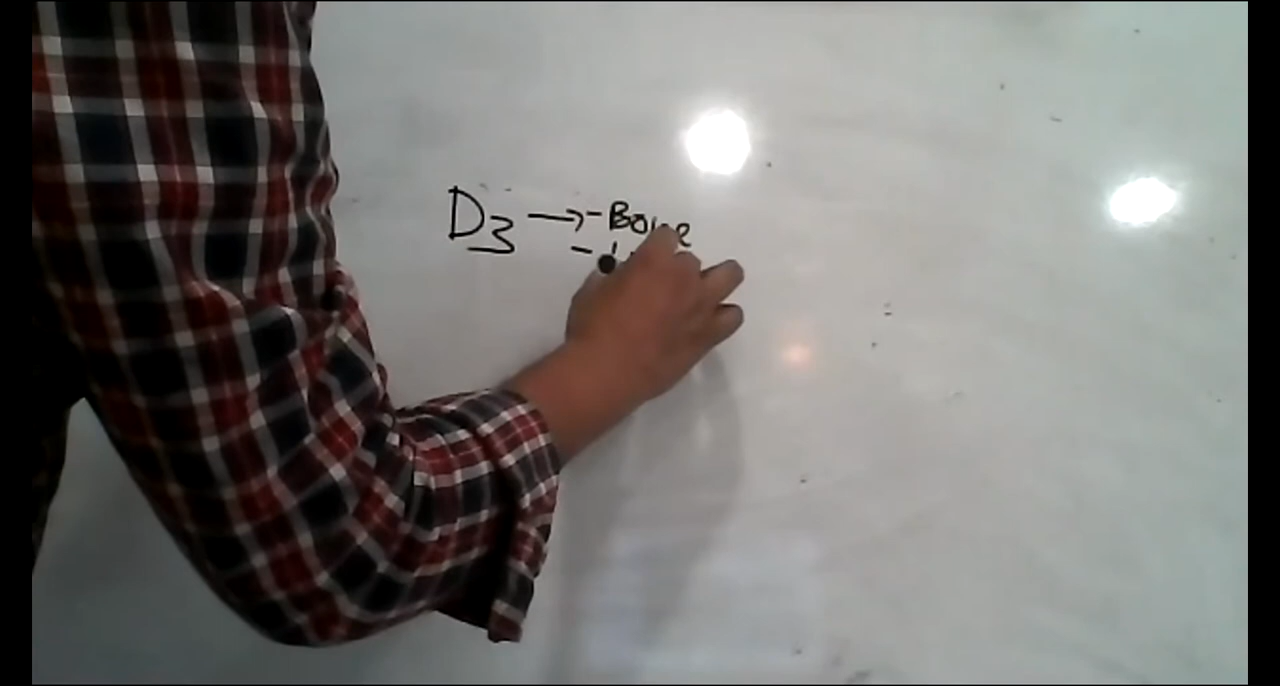 D3 → - Bone
-